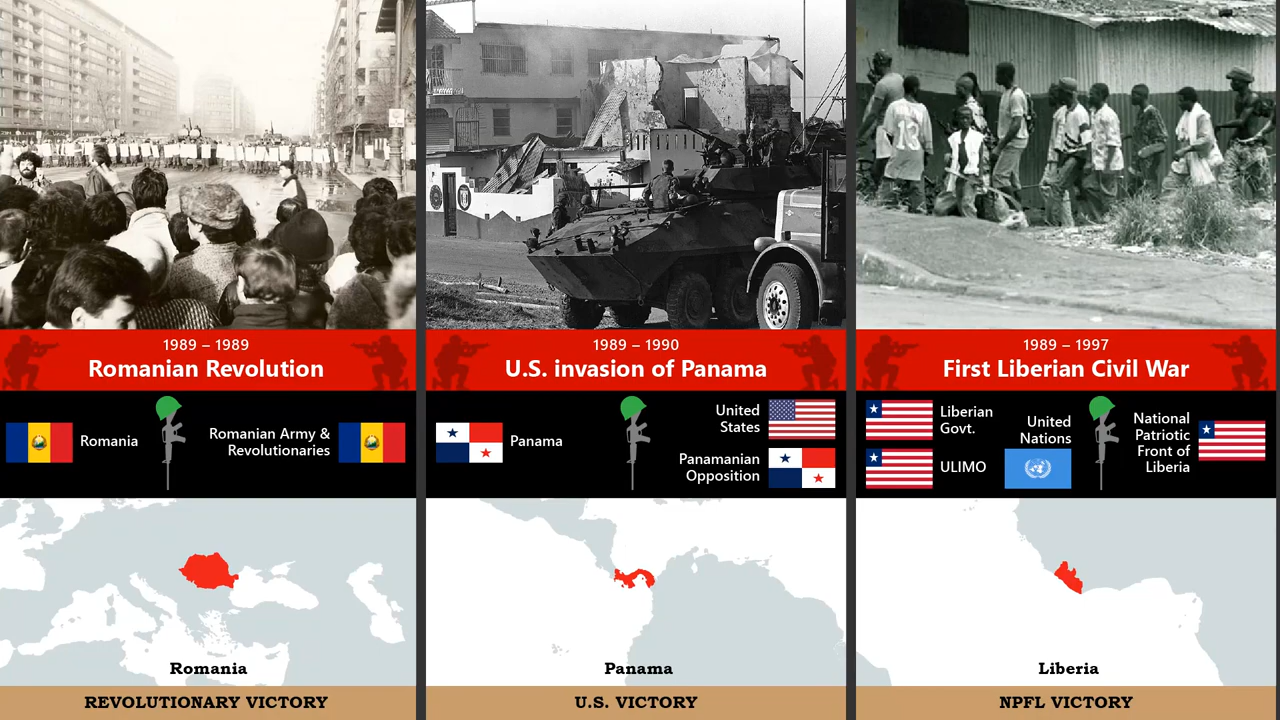 1989 – 1989
Romanian Revolution
Romania
Romanian Army &
Revolutionaries
Romania
REVOLUTIONARY VICTORY
1989 – 1990
U.S. invasion of Panama
Panama
United
States
Panamanian
Opposition
Panama
U.S. VICTORY
13
1989 – 1997
First Liberian Civil War
Liberian
Govt.
ULIMO
United
Nations
National
Patriotic
Front of
Liberia
Liberia
NPFL VICTORY